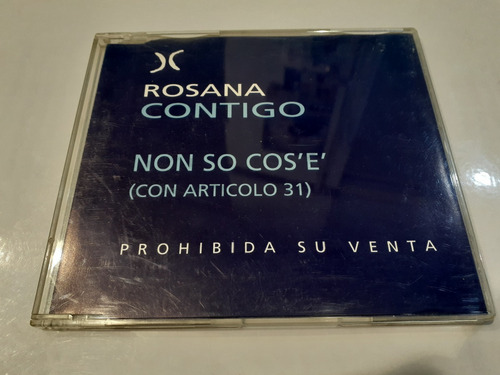 ROSANA
CONTIGO
NON SO COS'E'
(CON ARTICOLO 31)
PROHIBIDA SU VENTA